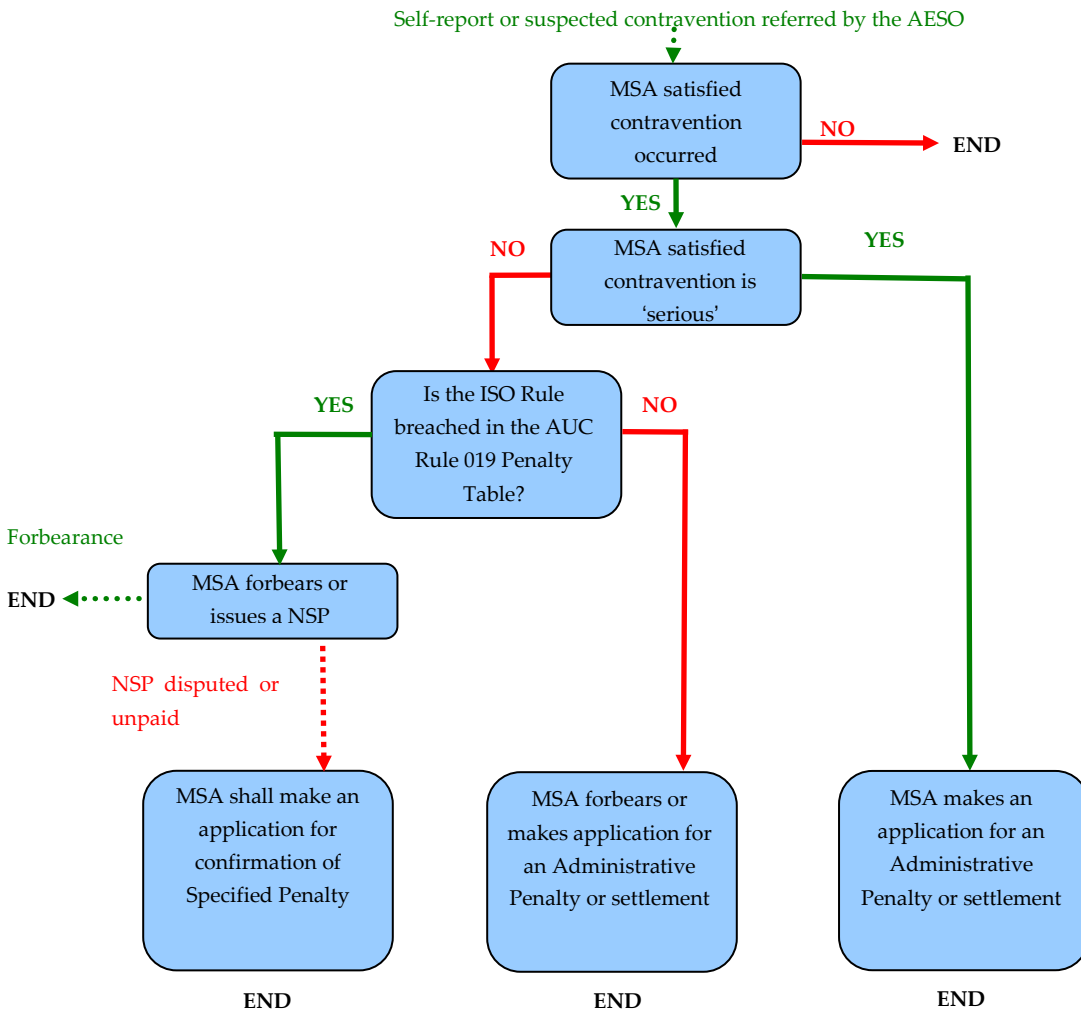 Self-report or suspected contravention referred by the AESO
MSA satisfied
contravention
occurred
NO
END
YES
YES
NO
MSA satisfied
contravention is
‘serious’
Is the ISO Rule
breached in the AUC
Rule 019 Penalty
Table?
YES
NO
Forbearance
END
MSA forbears or
issues a NSP
NSP disputed or
unpaid
MSA shall make an
application for
confirmation of
Specified Penalty
MSA forbears or
makes application for
an Administrative
Penalty or settlement
MSA makes an
application for an
Administrative
Penalty or settlement
END
END
END